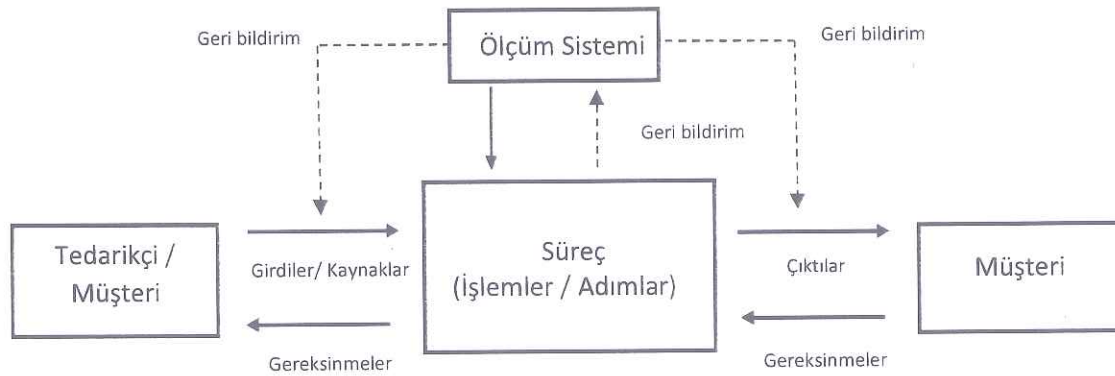 Geri bildirim
Ölçüm Sistemi
Geri bildirim
Geri bildirim
Tedarikçi /
Müşteri
Girdiler/ Kaynaklar
Gereksinmeler
Süreç
(İşlemler / Adımlar)
Çıktılar
Gereksinmeler
Müşteri